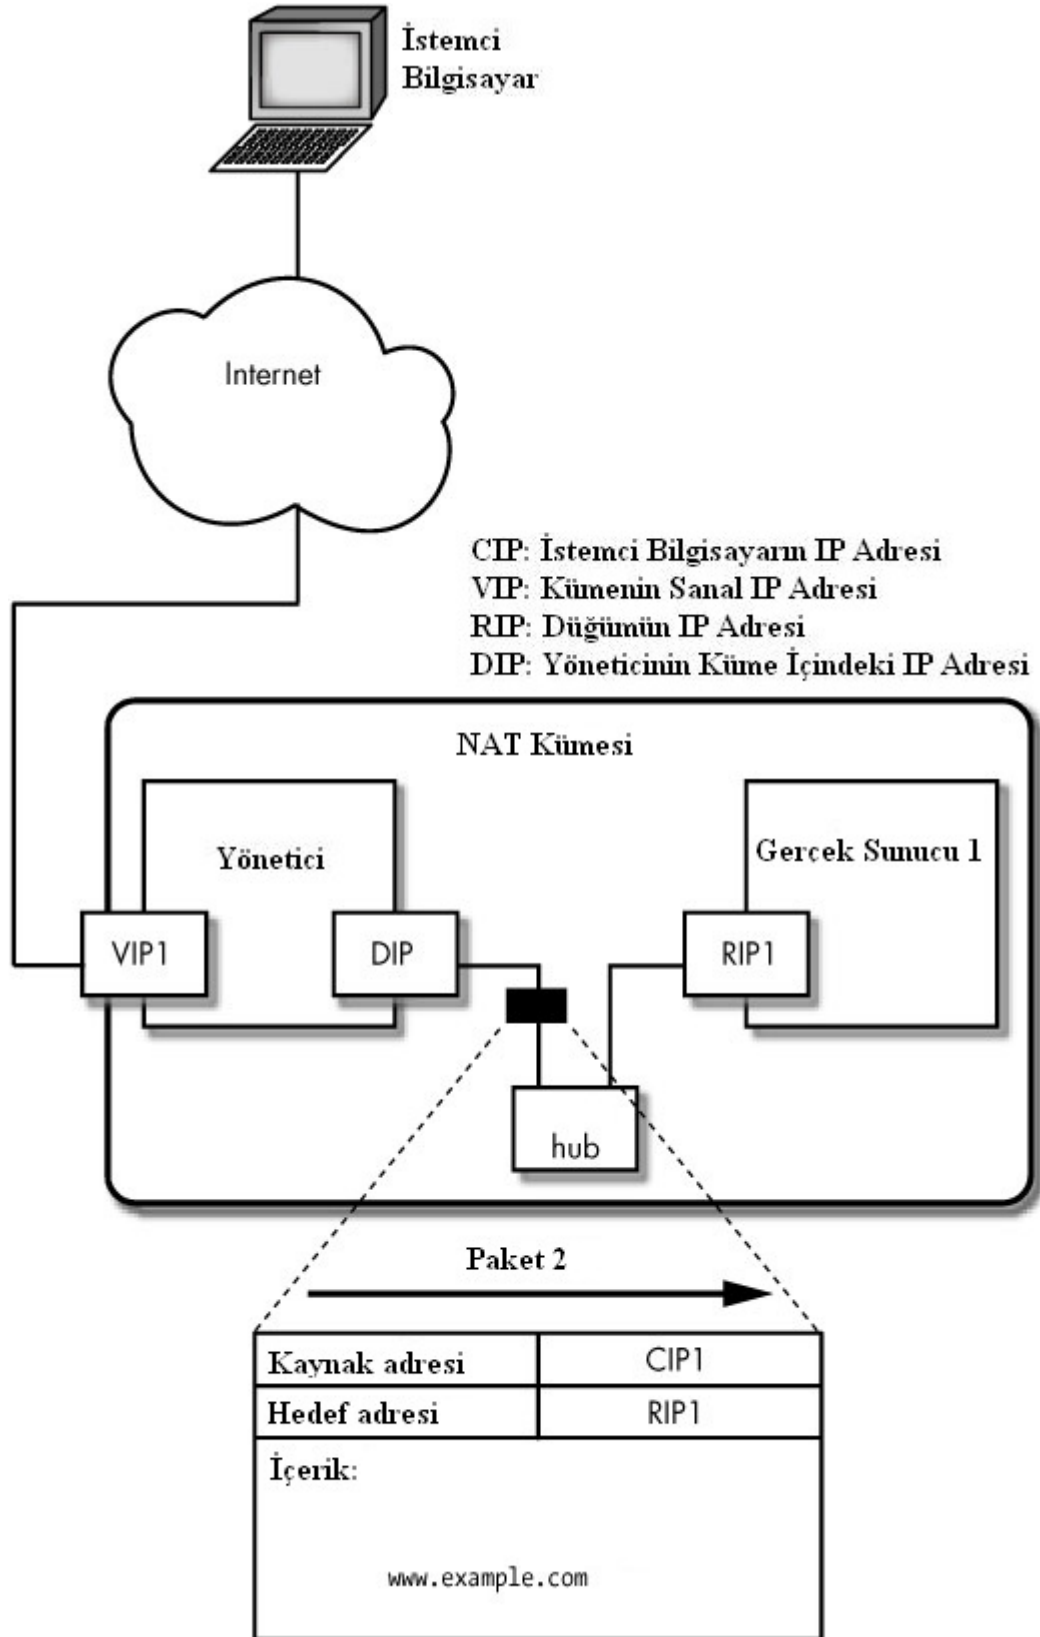 İstemci
Bilgisayar
Internet
CIP: İstemci Bilgisayarın IP Adresi
VIP: Kümenin Sanal IP Adresi
RIP: Düğümün IP Adresi
DIP: Yöneticinin Küme İçindeki IP Adresi
NAT Kümesi
Yönetici
Gerçek Sunucu 1
VIP1
DIP
RIP1
hub
Paket 2
Kaynak adresi CIP1
Hedef adresi RIP1
İçerik:
www.example.com